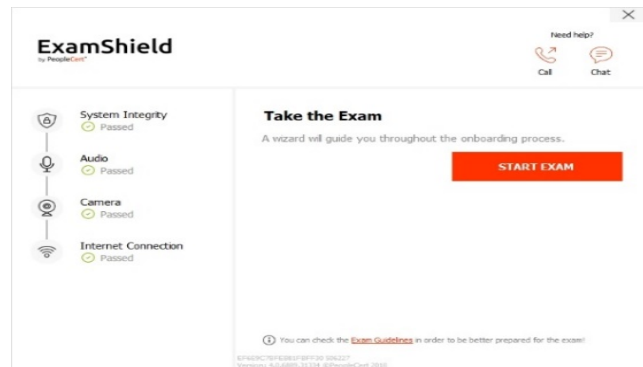 Need help?
ExamShield
by PeopleCert
Call
Chat
System Integrity
Passed
Audio
Passed
Camera
Passed
Internet Connection
Passed
Take the Exam
A wizard will guide you throughout the onboarding process.
START EXAM
You can check the Exam Guidelines in order to be better prepared for the exam!
©PeopleCert